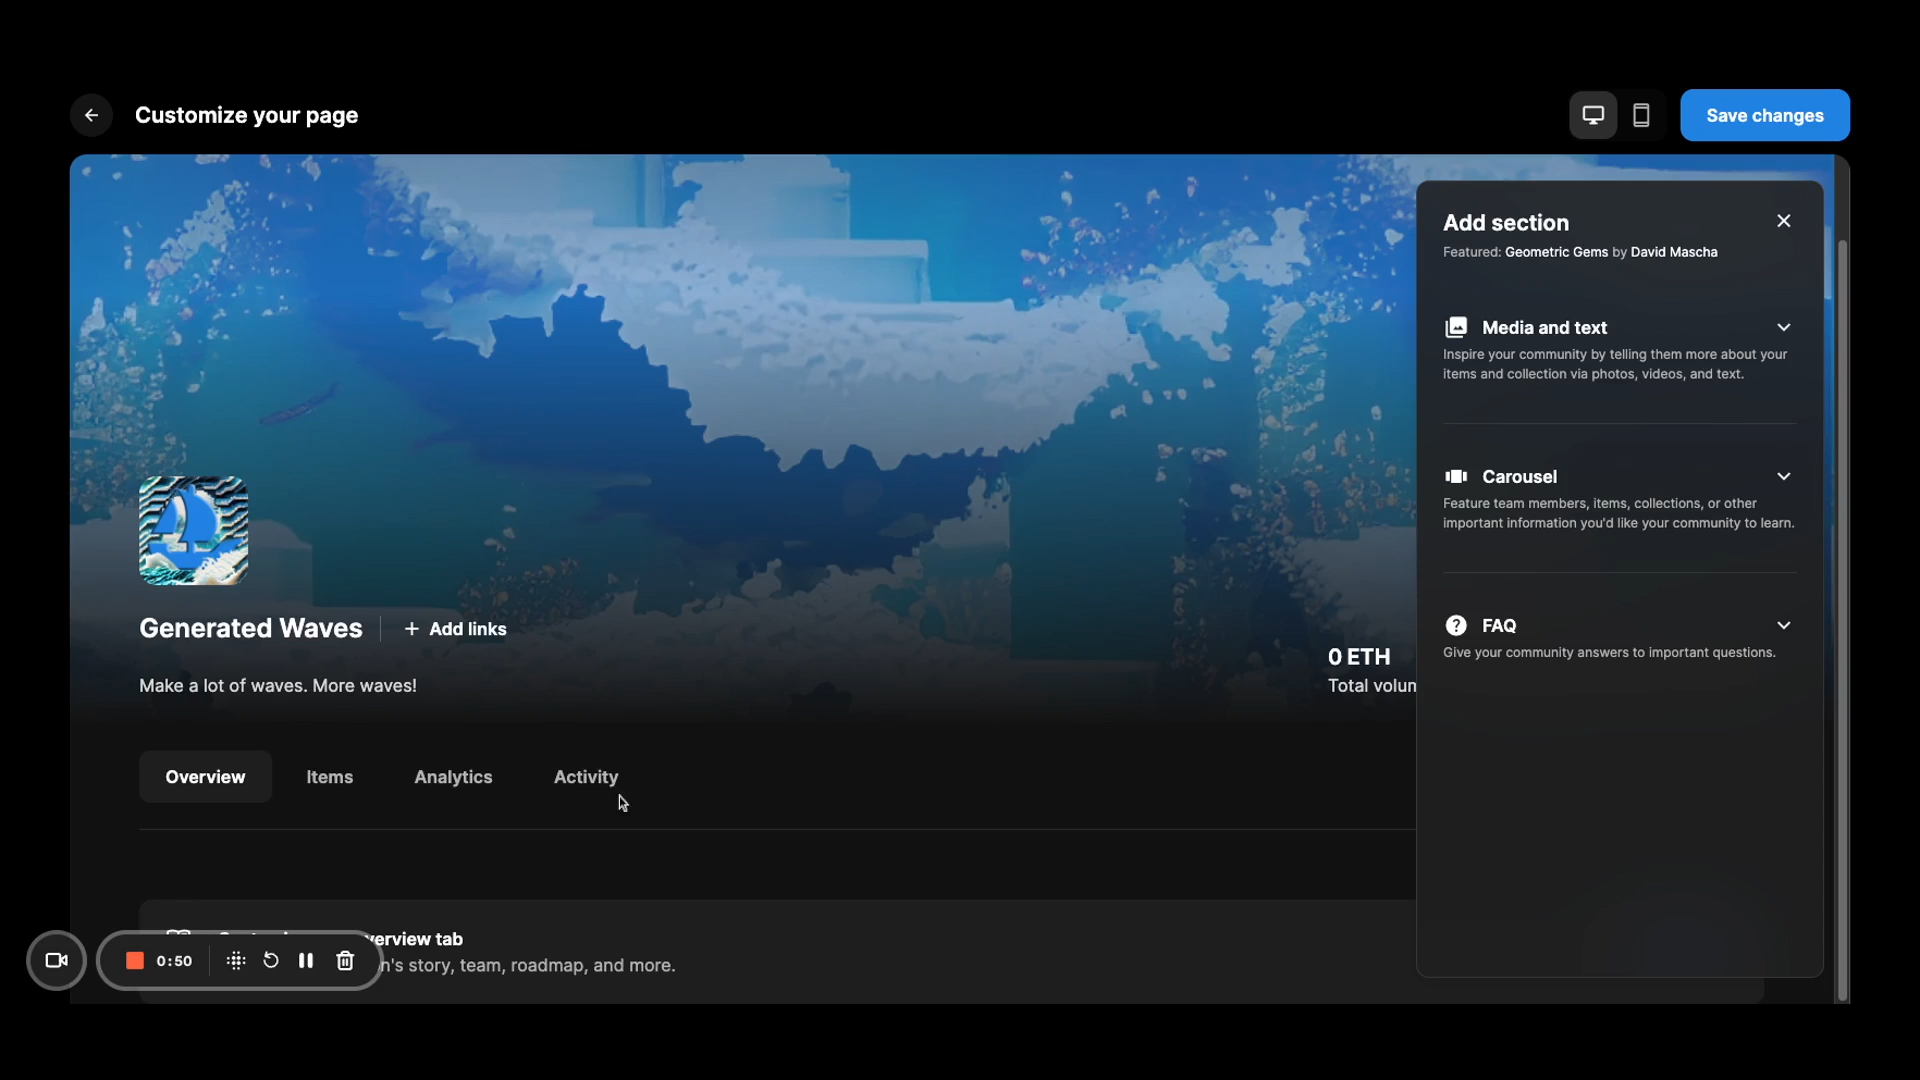 Customize your page
Save changes
Add section
Featured: Geometric Gems by David Mascha
Media and text
Inspire your community by telling them more about your
items and collection via photos, videos, and text.
Carousel
Feature team members, items, collections, or other
important information you'd like your community to learn.
FAQ
Give your community answers to important questions.
Generated Waves
+ Add links
Make a lot of waves. More waves!
0 ETH
Total volum
Overview
Items
Analytics
Activity
verview tab
n's story, team, roadmap, and more.
0:50